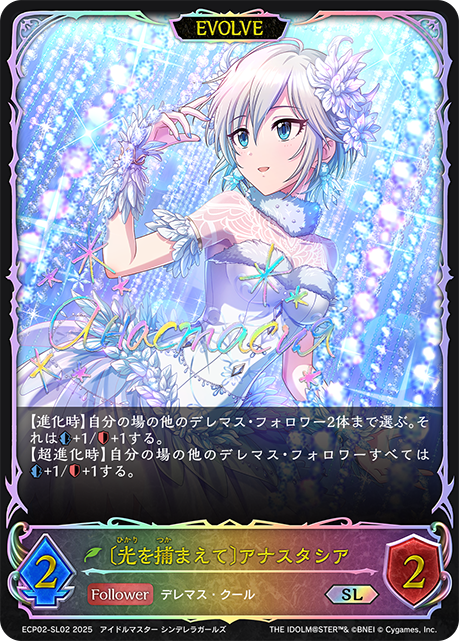 EVOLVE
Анастасия
【進化時】自分の場の他のデレマス・フォロワー2体まで選ぶ。そ
れは+1/+1する。
【超進化時】自分の場の他のデレマス・フォロワーすべては
+1/+1する。
ひかり つか
〔光を捕まえて〕アナスタシア
2
Follower デレマス・クール
SL
2
ECP02-SL02 2025 アイドルマスター シンデレラガールズ
THE IDOLM@STER™& ©BNEI © Cygames, Inc.